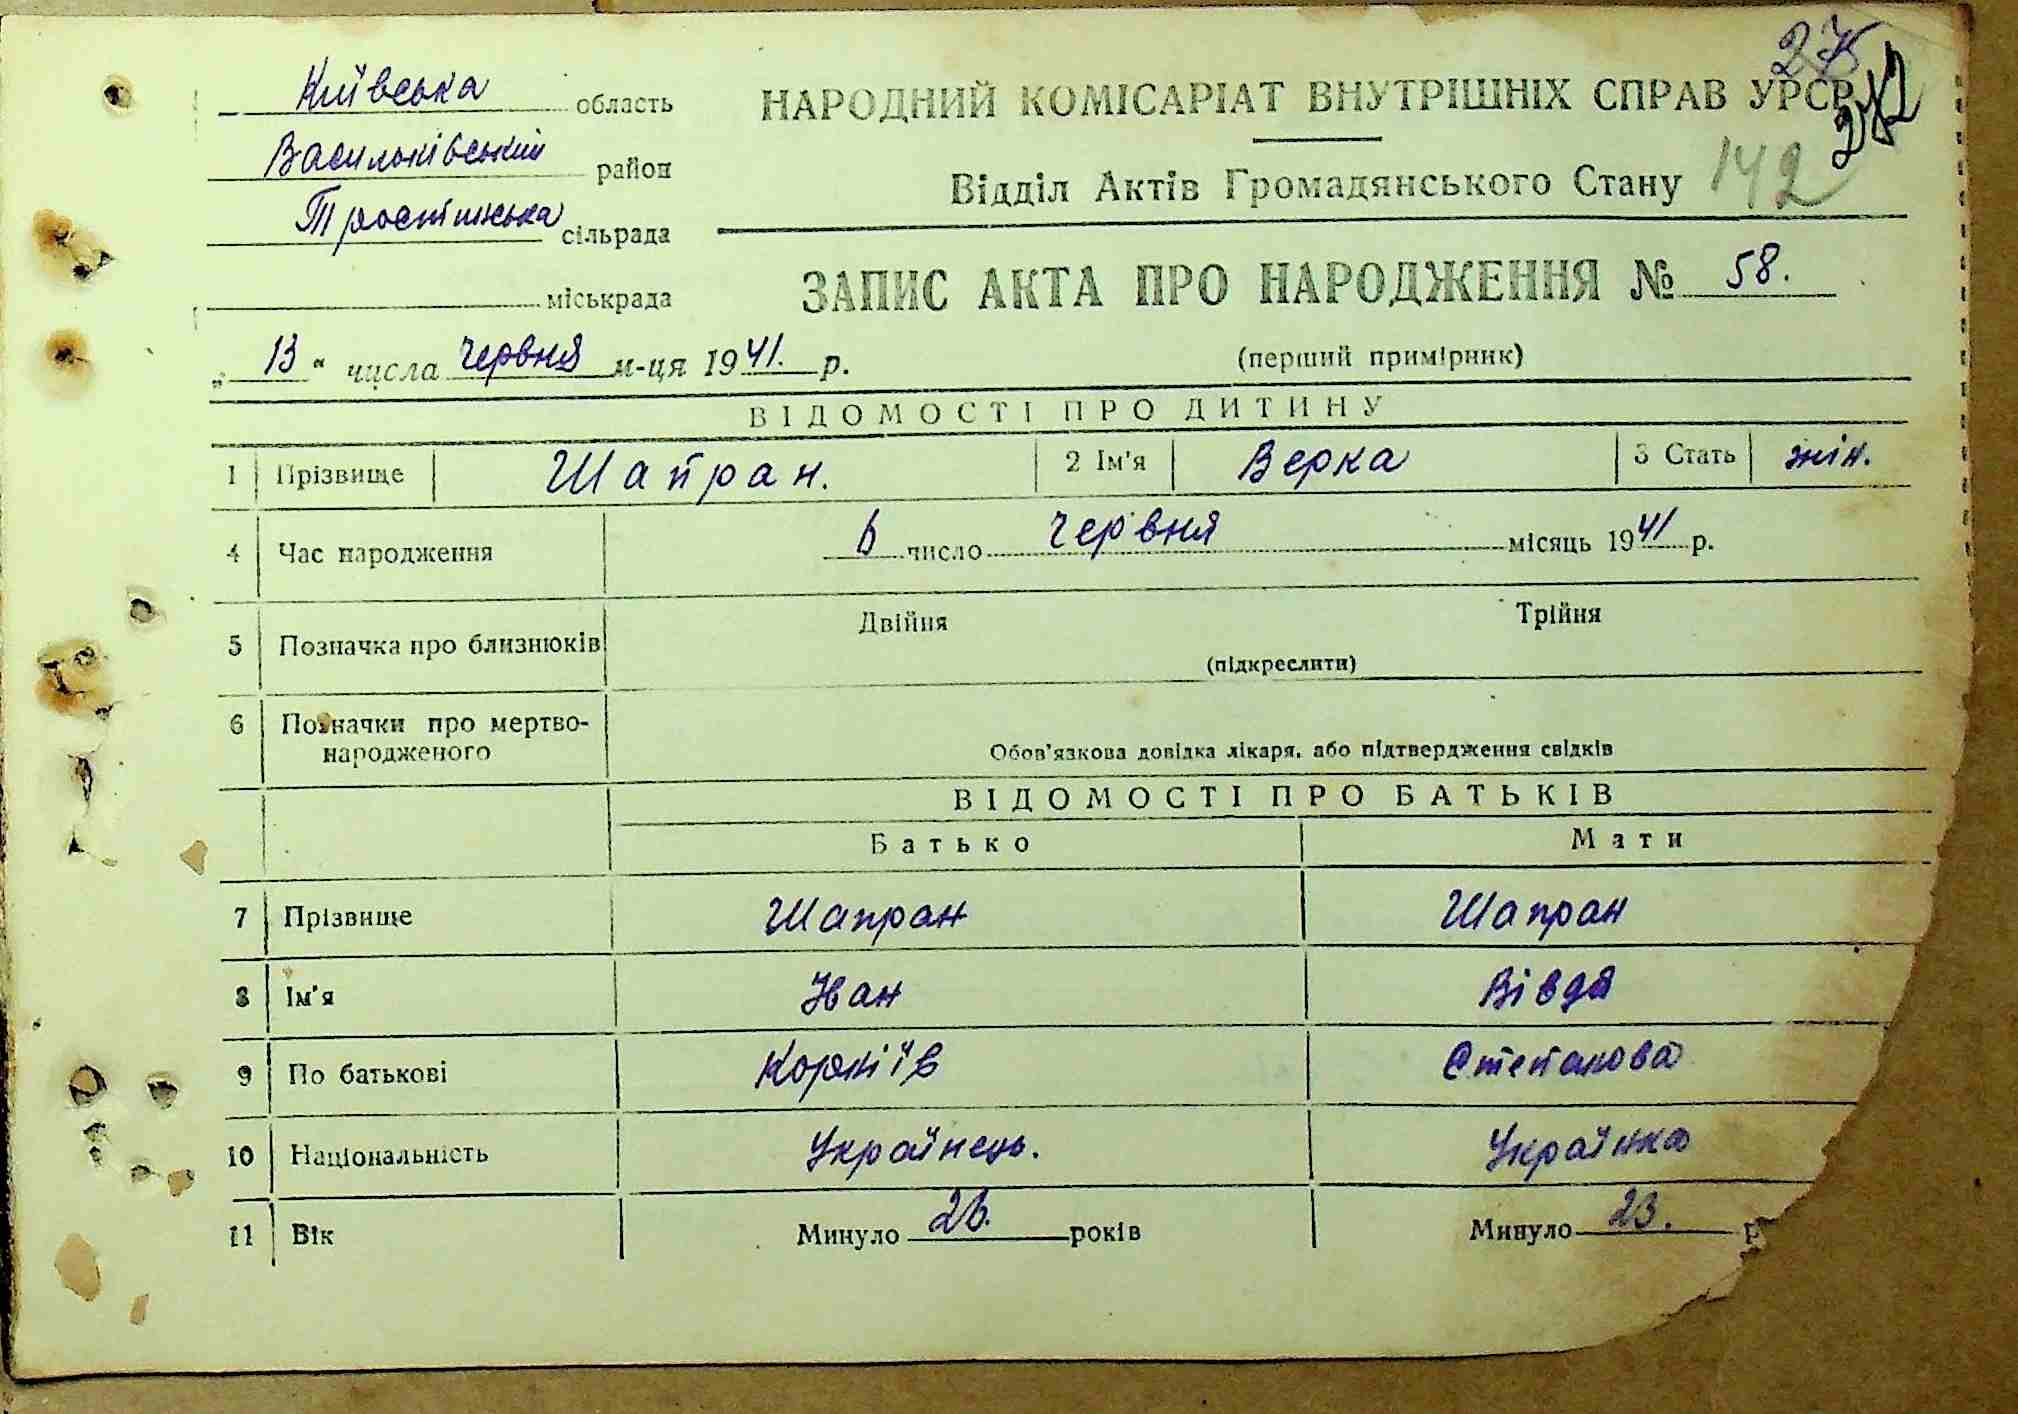 Київська область
Васильківський район
Тростинська сільрада
міськрада
НАРОДНИЙ КОМІСАРІАТ ВНУТРІШНІХ СПРАВ УРСР
Відділ Актів Громадянського Стану 142
ЗАПИС АКТА ПРО НАРОДЖЕННЯ № 58.
„ 13 “ числа червня м-ця 1941. р.
(перший примірник)
ВІДОМОСТІ ПРО ДИТИНУ
1 Прізвище Шапран. 2 Ім'я Верка 3 Стать жін.
4 Час народження 6 число червня місяць 1941 р.
5 Позначка про близнюків Двійня Трійня
(підкреслити)
6 Позначки про мертво-
народженого
Обов'язкова довідка лікаря, або підтвердження свідків
ВІДОМОСТІ ПРО БАТЬКІВ
Батько Мати
7 Прізвище Шапран Шапран
8 Ім'я Іван Вівдя
9 По батькові Корніїв Степанова
10 Національність Українець. Українка
11 Вік Минуло 26. років Минуло 23. р